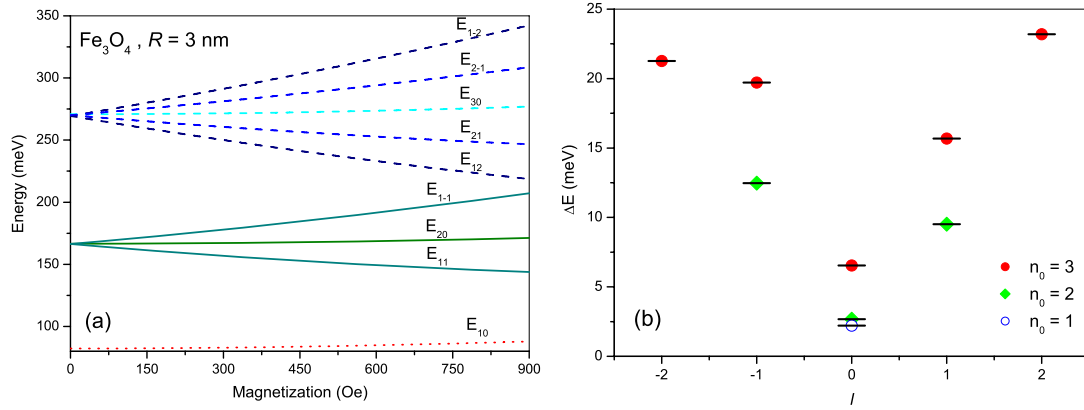 350
300
250
200
150
100
Energy (meV)
Fe₃O₄ , R = 3 nm
E₁₋₂
E₂₋₁
E₃₀
E₂₁
E₁₂
E₁₋₁
E₂₀
E₁₁
E₁₀
(a)
0 150 300 450 600 750 900
Magnetization (Oe)
25
20
15
10
5
0
ΔE (meV)
(b)
n₀ = 3
n₀ = 2
n₀ = 1
-2 -1 0 1 2
l